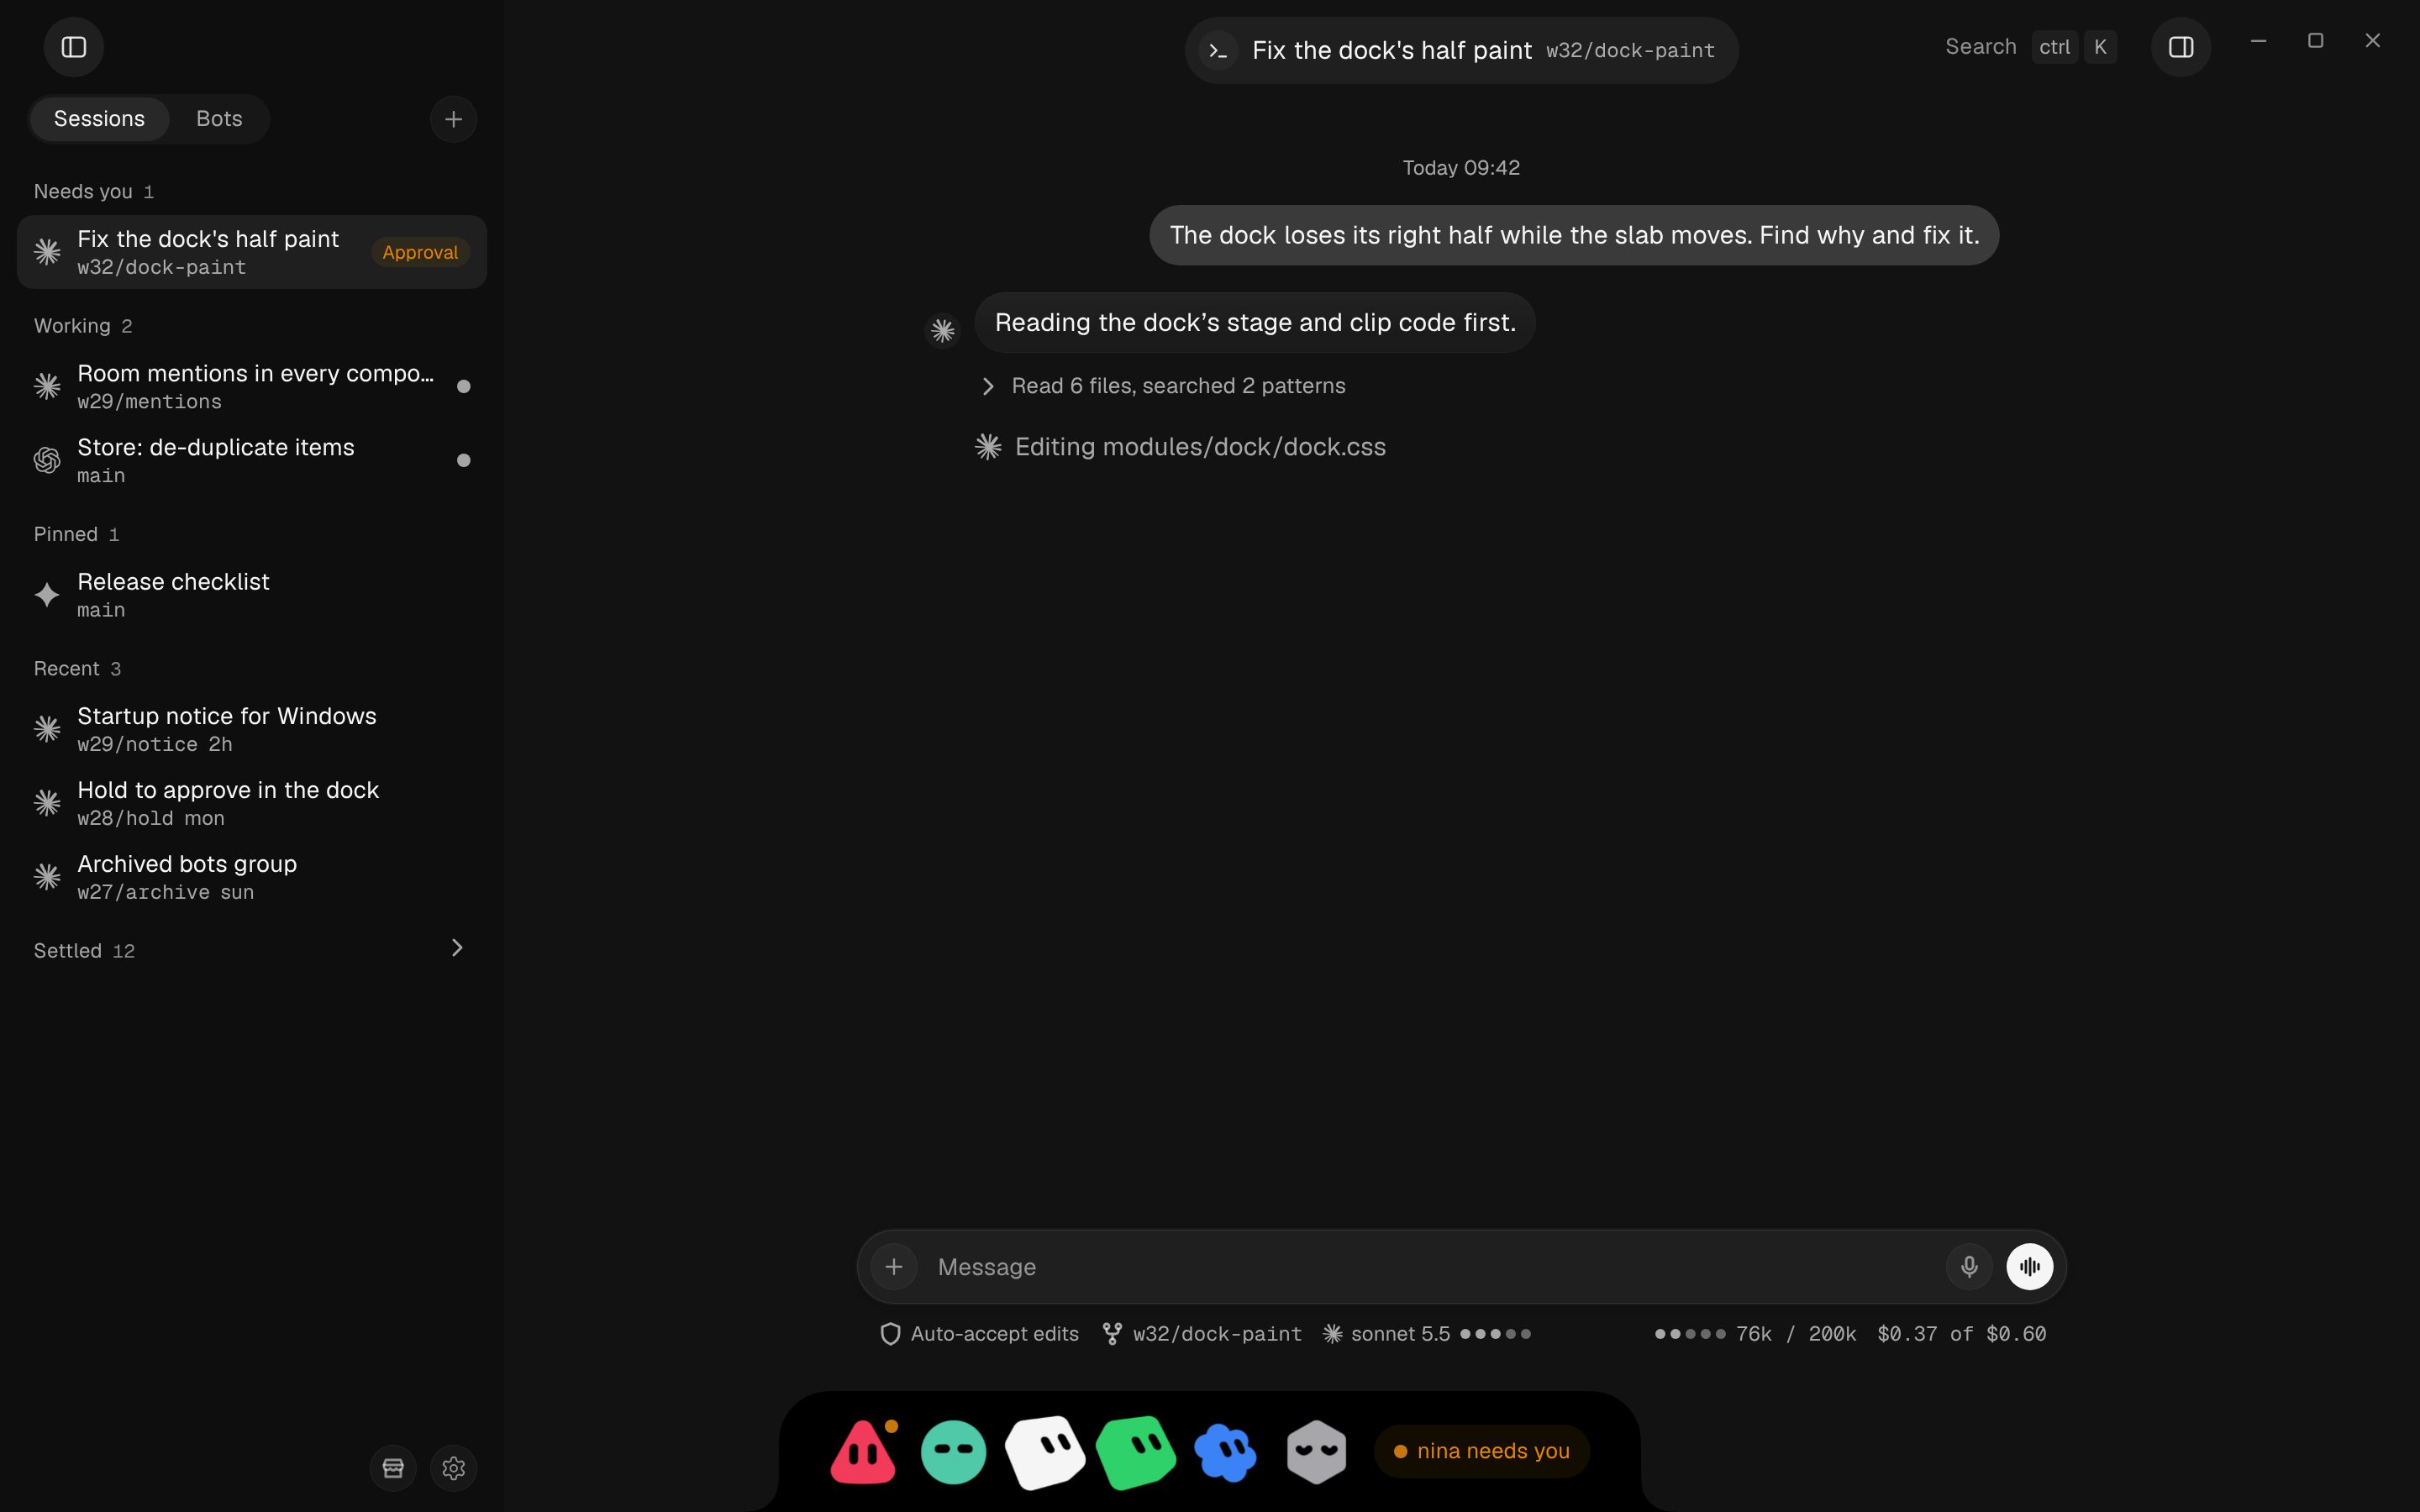 Fix the dock's half paint w32/dock-paint
Search ctrl K
Sessions Bots
Needs you 1
Fix the dock's half paint
w32/dock-paint
Approval
Working 2
Room mentions in every compo…
w29/mentions
Store: de-duplicate items
main
Pinned 1
Release checklist
main
Recent 3
Startup notice for Windows
w29/notice 2h
Hold to approve in the dock
w28/hold mon
Archived bots group
w27/archive sun
Settled 12
Today 09:42
The dock loses its right half while the slab moves. Find why and fix it.
Reading the dock’s stage and clip code first.
Read 6 files, searched 2 patterns
Editing modules/dock/dock.css
Message
Auto-accept edits w32/dock-paint sonnet 5.5 76k / 200k $0.37 of $0.60
nina needs you